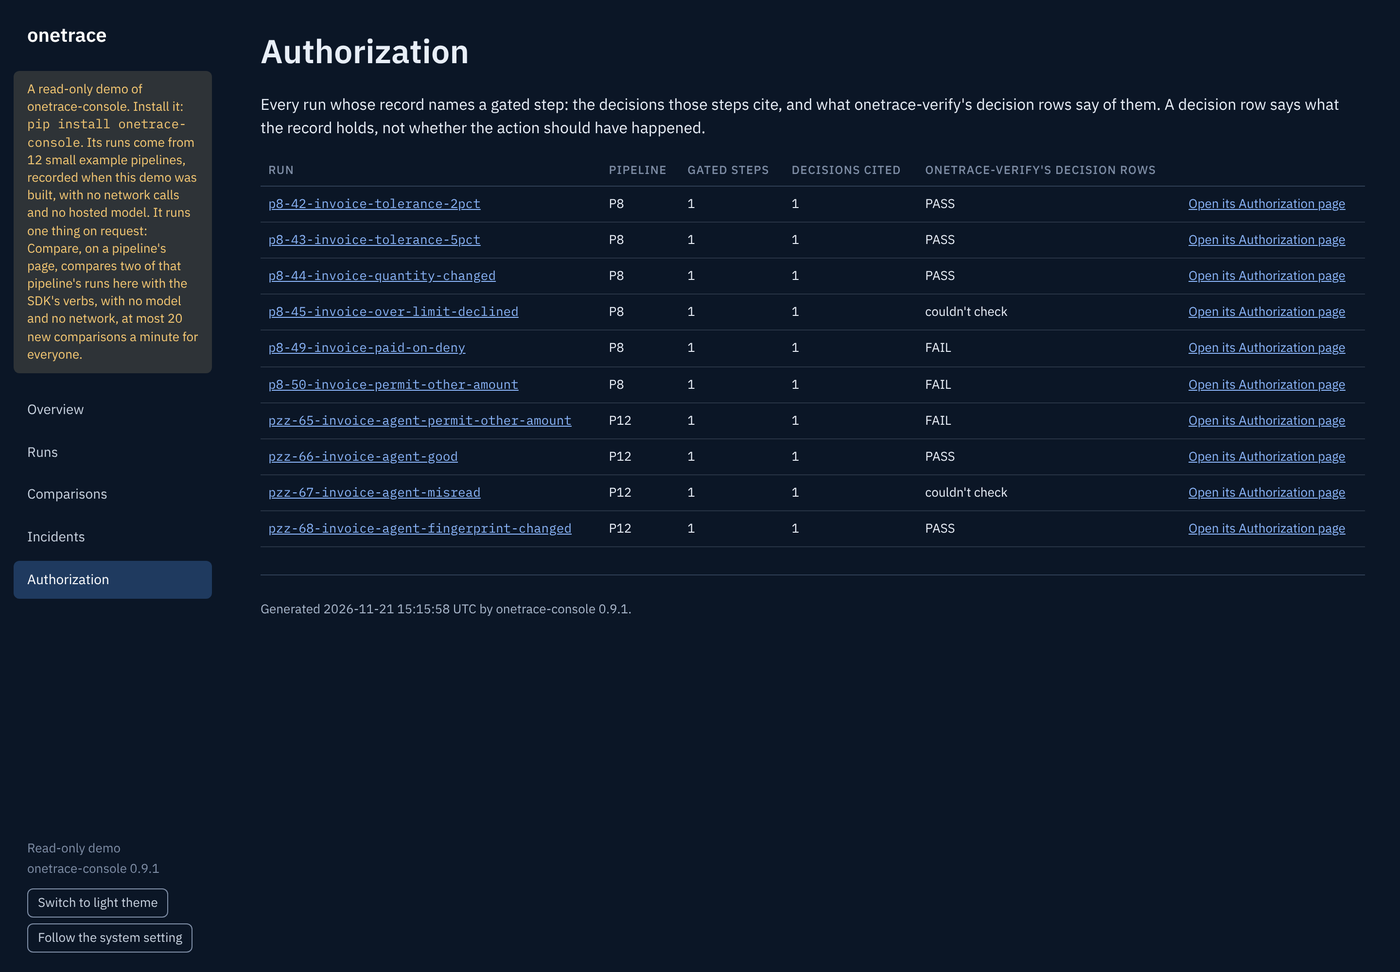 onetrace
A read-only demo of
onetrace-console. Install it:
pip install onetrace-
console. Its runs come from
12 small example pipelines,
recorded when this demo was
built, with no network calls
and no hosted model. It runs
one thing on request:
Compare, on a pipeline's
page, compares two of that
pipeline's runs here with the
SDK's verbs, with no model
and no network, at most 20
new comparisons a minute for
everyone.
Overview
Runs
Comparisons
Incidents
Authorization
Read-only demo
onetrace-console 0.9.1
Switch to light theme
Follow the system setting
Authorization
Every run whose record names a gated step: the decisions those steps cite, and what onetrace-verify's decision rows say of them. A decision row says what
the record holds, not whether the action should have happened.
RUN PIPELINE GATED STEPS DECISIONS CITED ONETRACE-VERIFY'S DECISION ROWS
p8-42-invoice-tolerance-2pct P8 1 1 PASS Open its Authorization page
p8-43-invoice-tolerance-5pct P8 1 1 PASS Open its Authorization page
p8-44-invoice-quantity-changed P8 1 1 PASS Open its Authorization page
p8-45-invoice-over-limit-declined P8 1 1 couldn't check Open its Authorization page
p8-49-invoice-paid-on-deny P8 1 1 FAIL Open its Authorization page
p8-50-invoice-permit-other-amount P8 1 1 FAIL Open its Authorization page
pzz-65-invoice-agent-permit-other-amount P12 1 1 FAIL Open its Authorization page
pzz-66-invoice-agent-good P12 1 1 PASS Open its Authorization page
pzz-67-invoice-agent-misread P12 1 1 couldn't check Open its Authorization page
pzz-68-invoice-agent-fingerprint-changed P12 1 1 PASS Open its Authorization page
Generated 2026-11-21 15:15:58 UTC by onetrace-console 0.9.1.